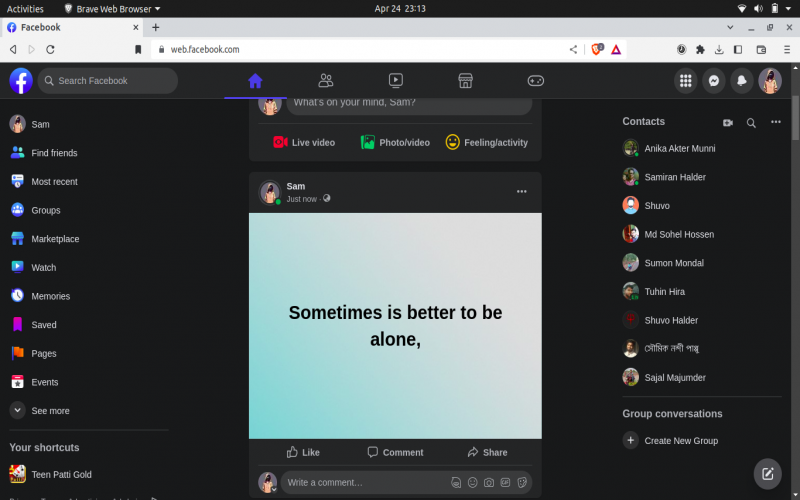 Activities
Brave Web Browser
Apr 24 23:13
Facebook
web.facebook.com
Search Facebook
What's on your mind, Sam?
Live video
Photo/video
Feeling/activity
Sam
Find friends
Most recent
Groups
Marketplace
Watch
Memories
Saved
Pages
Events
See more
Your shortcuts
Teen Patti Gold
Sam
Just now ·
Sometimes is better to be
alone,
Like
Comment
Share
Write a comment…
Contacts
Anika Akter Munni
Samiran Halder
Shuvo
Md Sohel Hossen
Sumon Mondal
Tuhin Hira
Shuvo Halder
সৌমিক নন্দী পাপ্পু
Sajal Majumder
Group conversations
Create New Group